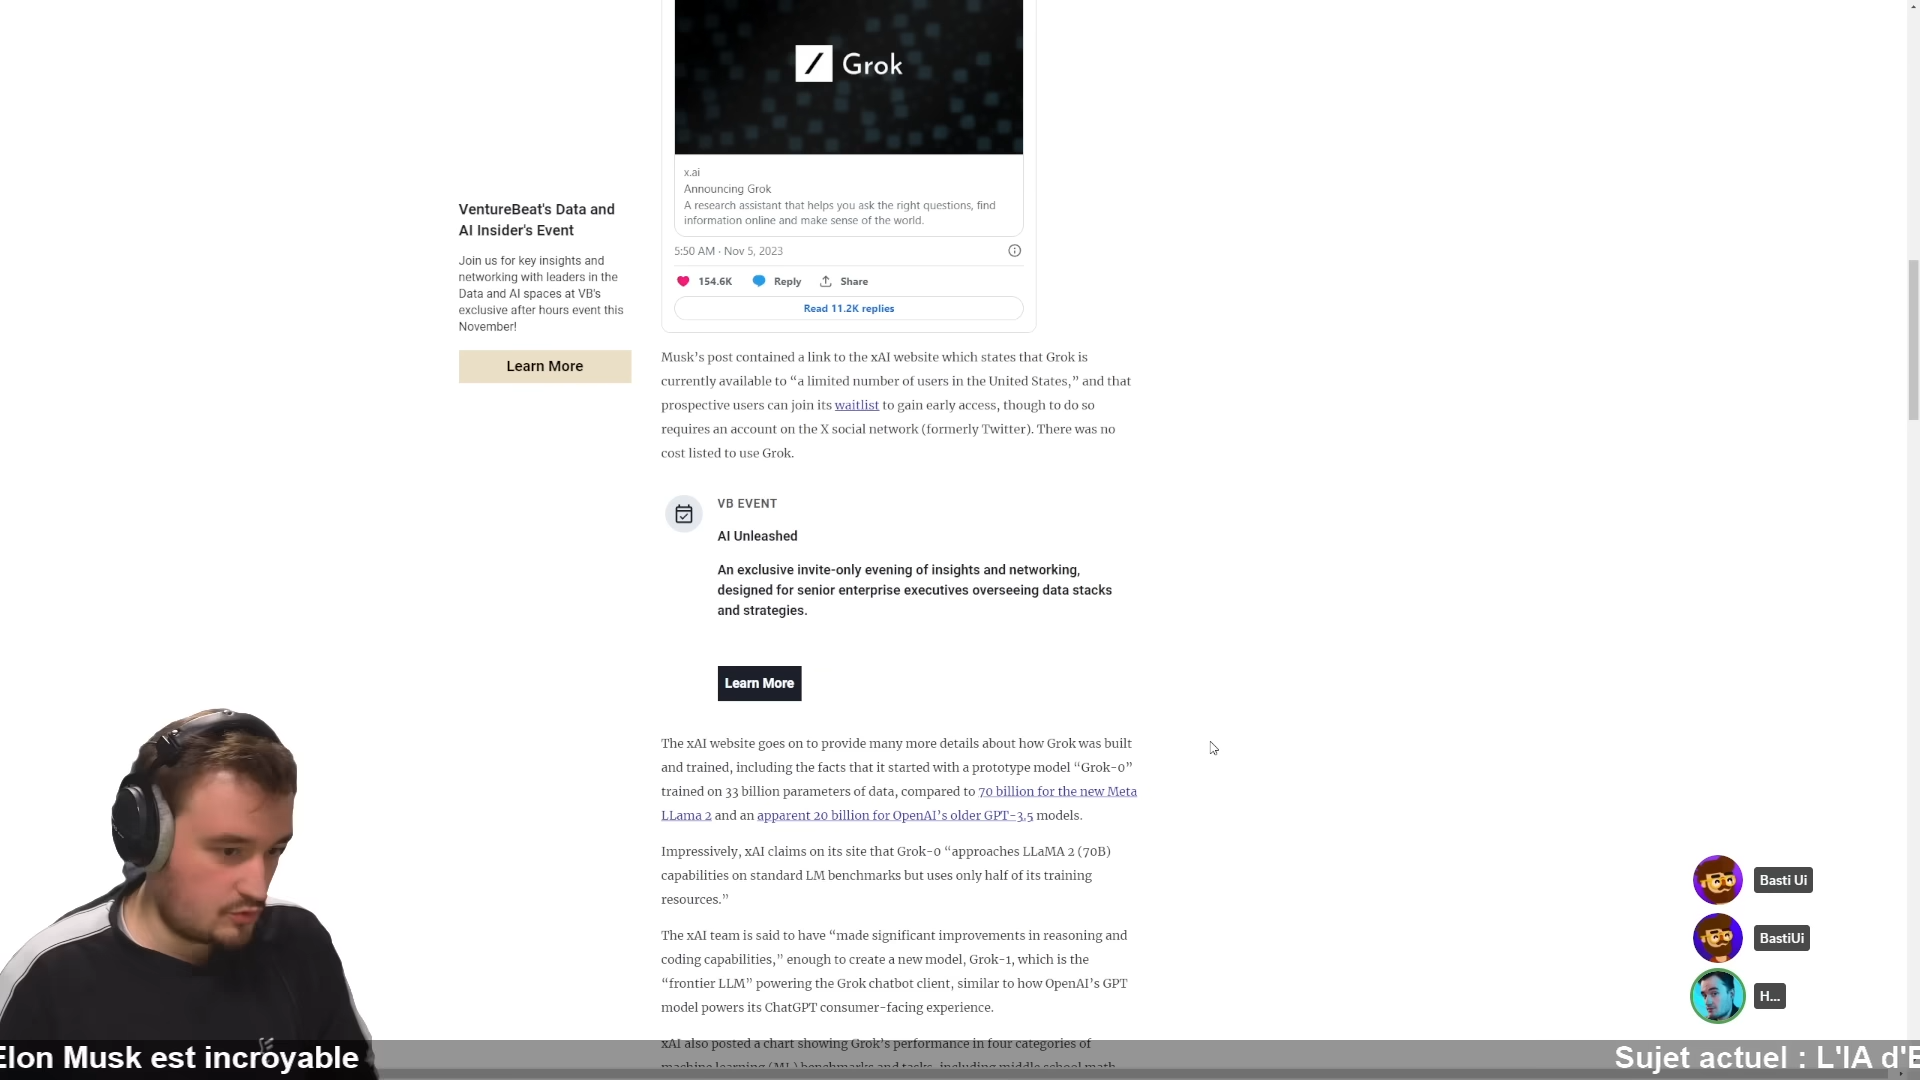 Grok
x.ai
Announcing Grok
A research assistant that helps you ask the right questions, find
information online and make sense of the world.
5:50 AM · Nov 5, 2023
154.6K Reply Share
Read 11.2K replies
VentureBeat's Data and
AI Insider's Event
Join us for key insights and
networking with leaders in the
Data and AI spaces at VB's
exclusive after hours event this
November!
Learn More
Musk’s post contained a link to the xAI website which states that Grok is
currently available to “a limited number of users in the United States,” and that
prospective users can join its waitlist to gain early access, though to do so
requires an account on the X social network (formerly Twitter). There was no
cost listed to use Grok.
VB EVENT
AI Unleashed
An exclusive invite-only evening of insights and networking,
designed for senior enterprise executives overseeing data stacks
and strategies.
Learn More
The xAI website goes on to provide many more details about how Grok was built
and trained, including the facts that it started with a prototype model “Grok-0”
trained on 33 billion parameters of data, compared to 70 billion for the new Meta
LLama 2 and an apparent 20 billion for OpenAI’s older GPT-3.5 models.
Impressively, xAI claims on its site that Grok-0 “approaches LLaMA 2 (70B)
capabilities on standard LM benchmarks but uses only half of its training
resources.”
The xAI team is said to have “made significant improvements in reasoning and
coding capabilities,” enough to create a new model, Grok-1, which is the
“frontier LLM” powering the Grok chatbot client, similar to how OpenAI’s GPT
model powers its ChatGPT consumer-facing experience.
xAI also posted a chart showing Grok’s performance in four categories of
machine learning (ML) benchmarks and tasks, including middle school math
Basti Ui
BastiUi
H...
Elon Musk est incroyable
Sujet actuel : L'IA d'E